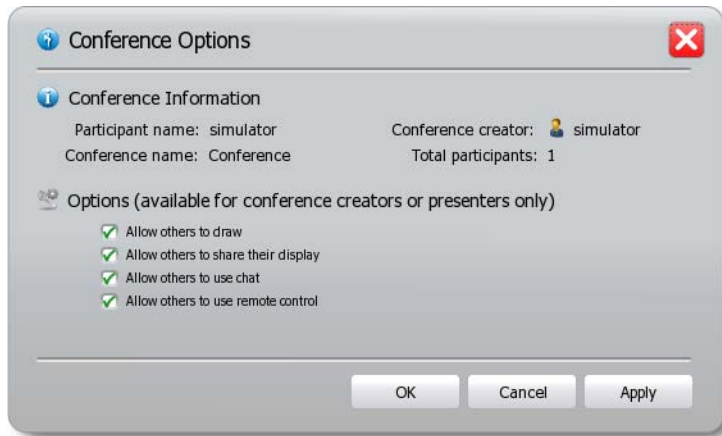 Conference Options
Conference Information
Participant name: simulator Conference creator: simulator
Conference name: Conference Total participants: 1
Options (available for conference creators or presenters only)
Allow others to draw
Allow others to share their display
Allow others to use chat
Allow others to use remote control
OK Cancel Apply